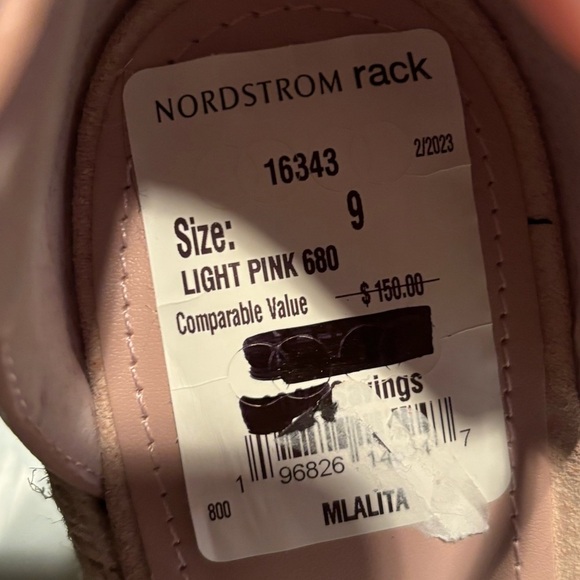 NORDSTROM rack
2/2023
16343
Size: 9
LIGHT PINK 680
$ 150.00
Comparable Value
ings
1 96826 7
800
MLALITA